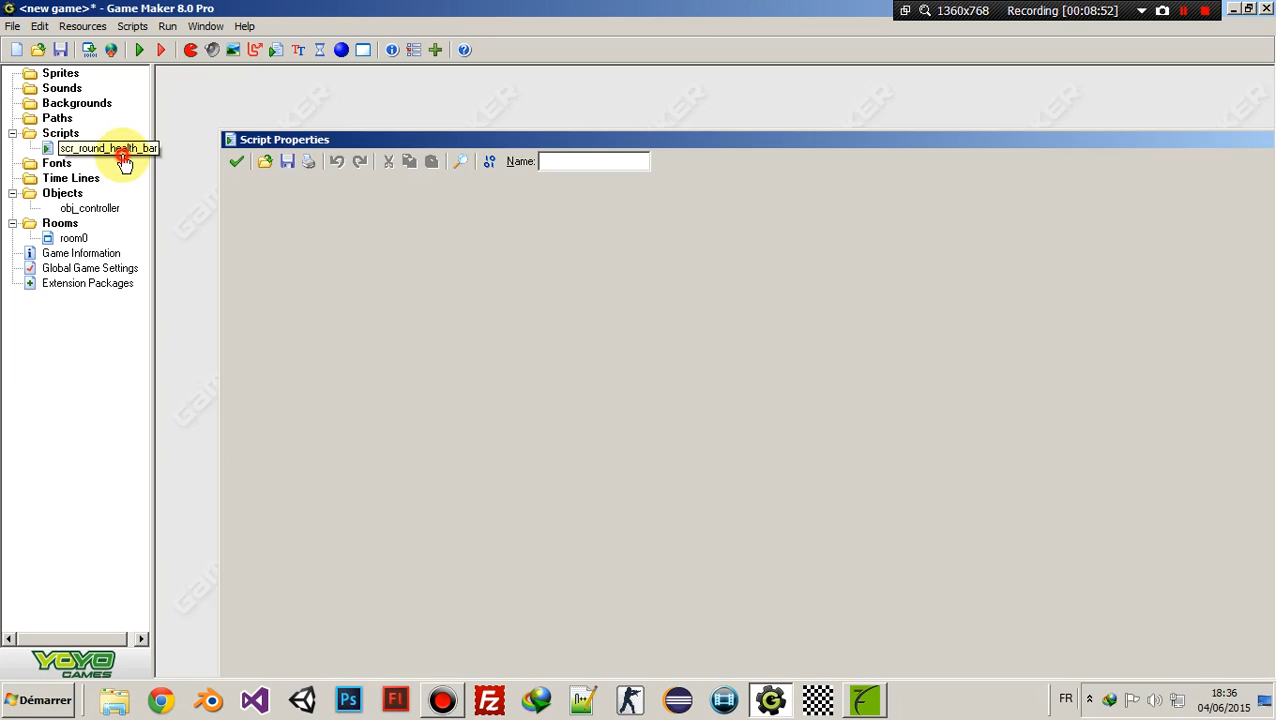 <new game>* - Game Maker 8.0 Pro
1360x768 Recording [00:08:52]
File Edit Resources Scripts Run Window Help
Sprites
Sounds
Backgrounds
Paths
Scripts
scr_round_health_bar
Fonts
Time Lines
Objects
obj_controller
Rooms
room0
Game Information
Global Game Settings
Extension Packages
Script Properties
Name:
YOYO
GAMES
Démarrer
FR
18:36
04/06/2015